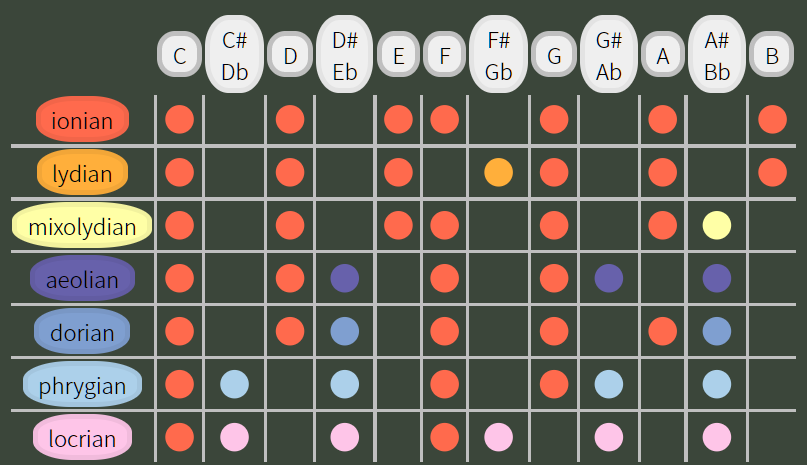 C
C#
Db
D
D#
Eb
E
F
F#
Gb
G
G#
Ab
A
A#
Bb
B
ionian
lydian
mixolydian
aeolian
dorian
phrygian
locrian